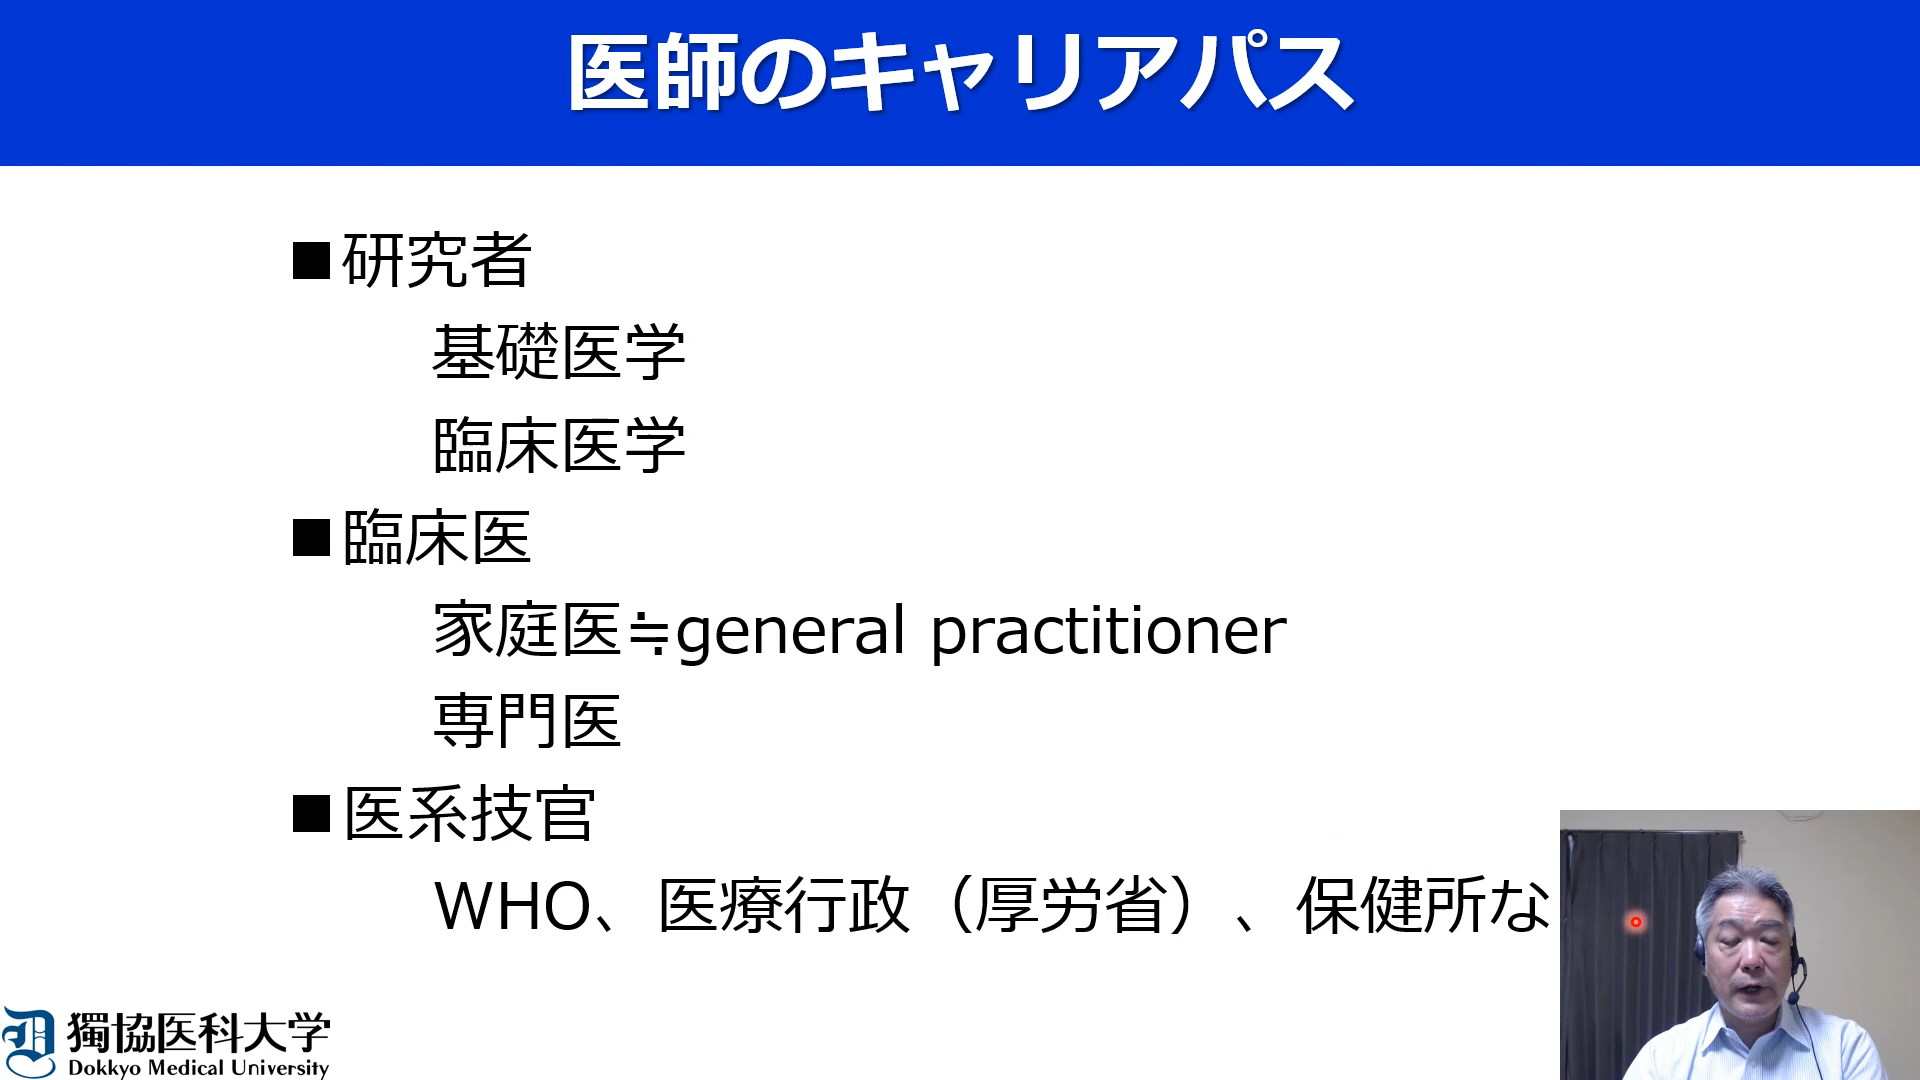 医師のキャリアパス
■研究者
基礎医学
臨床医学
■臨床医
家庭医≒general practitioner
専門医
■医系技官
WHO、医療行政（厚労省）、保健所な
獨協医科大学
Dokkyo Medical University